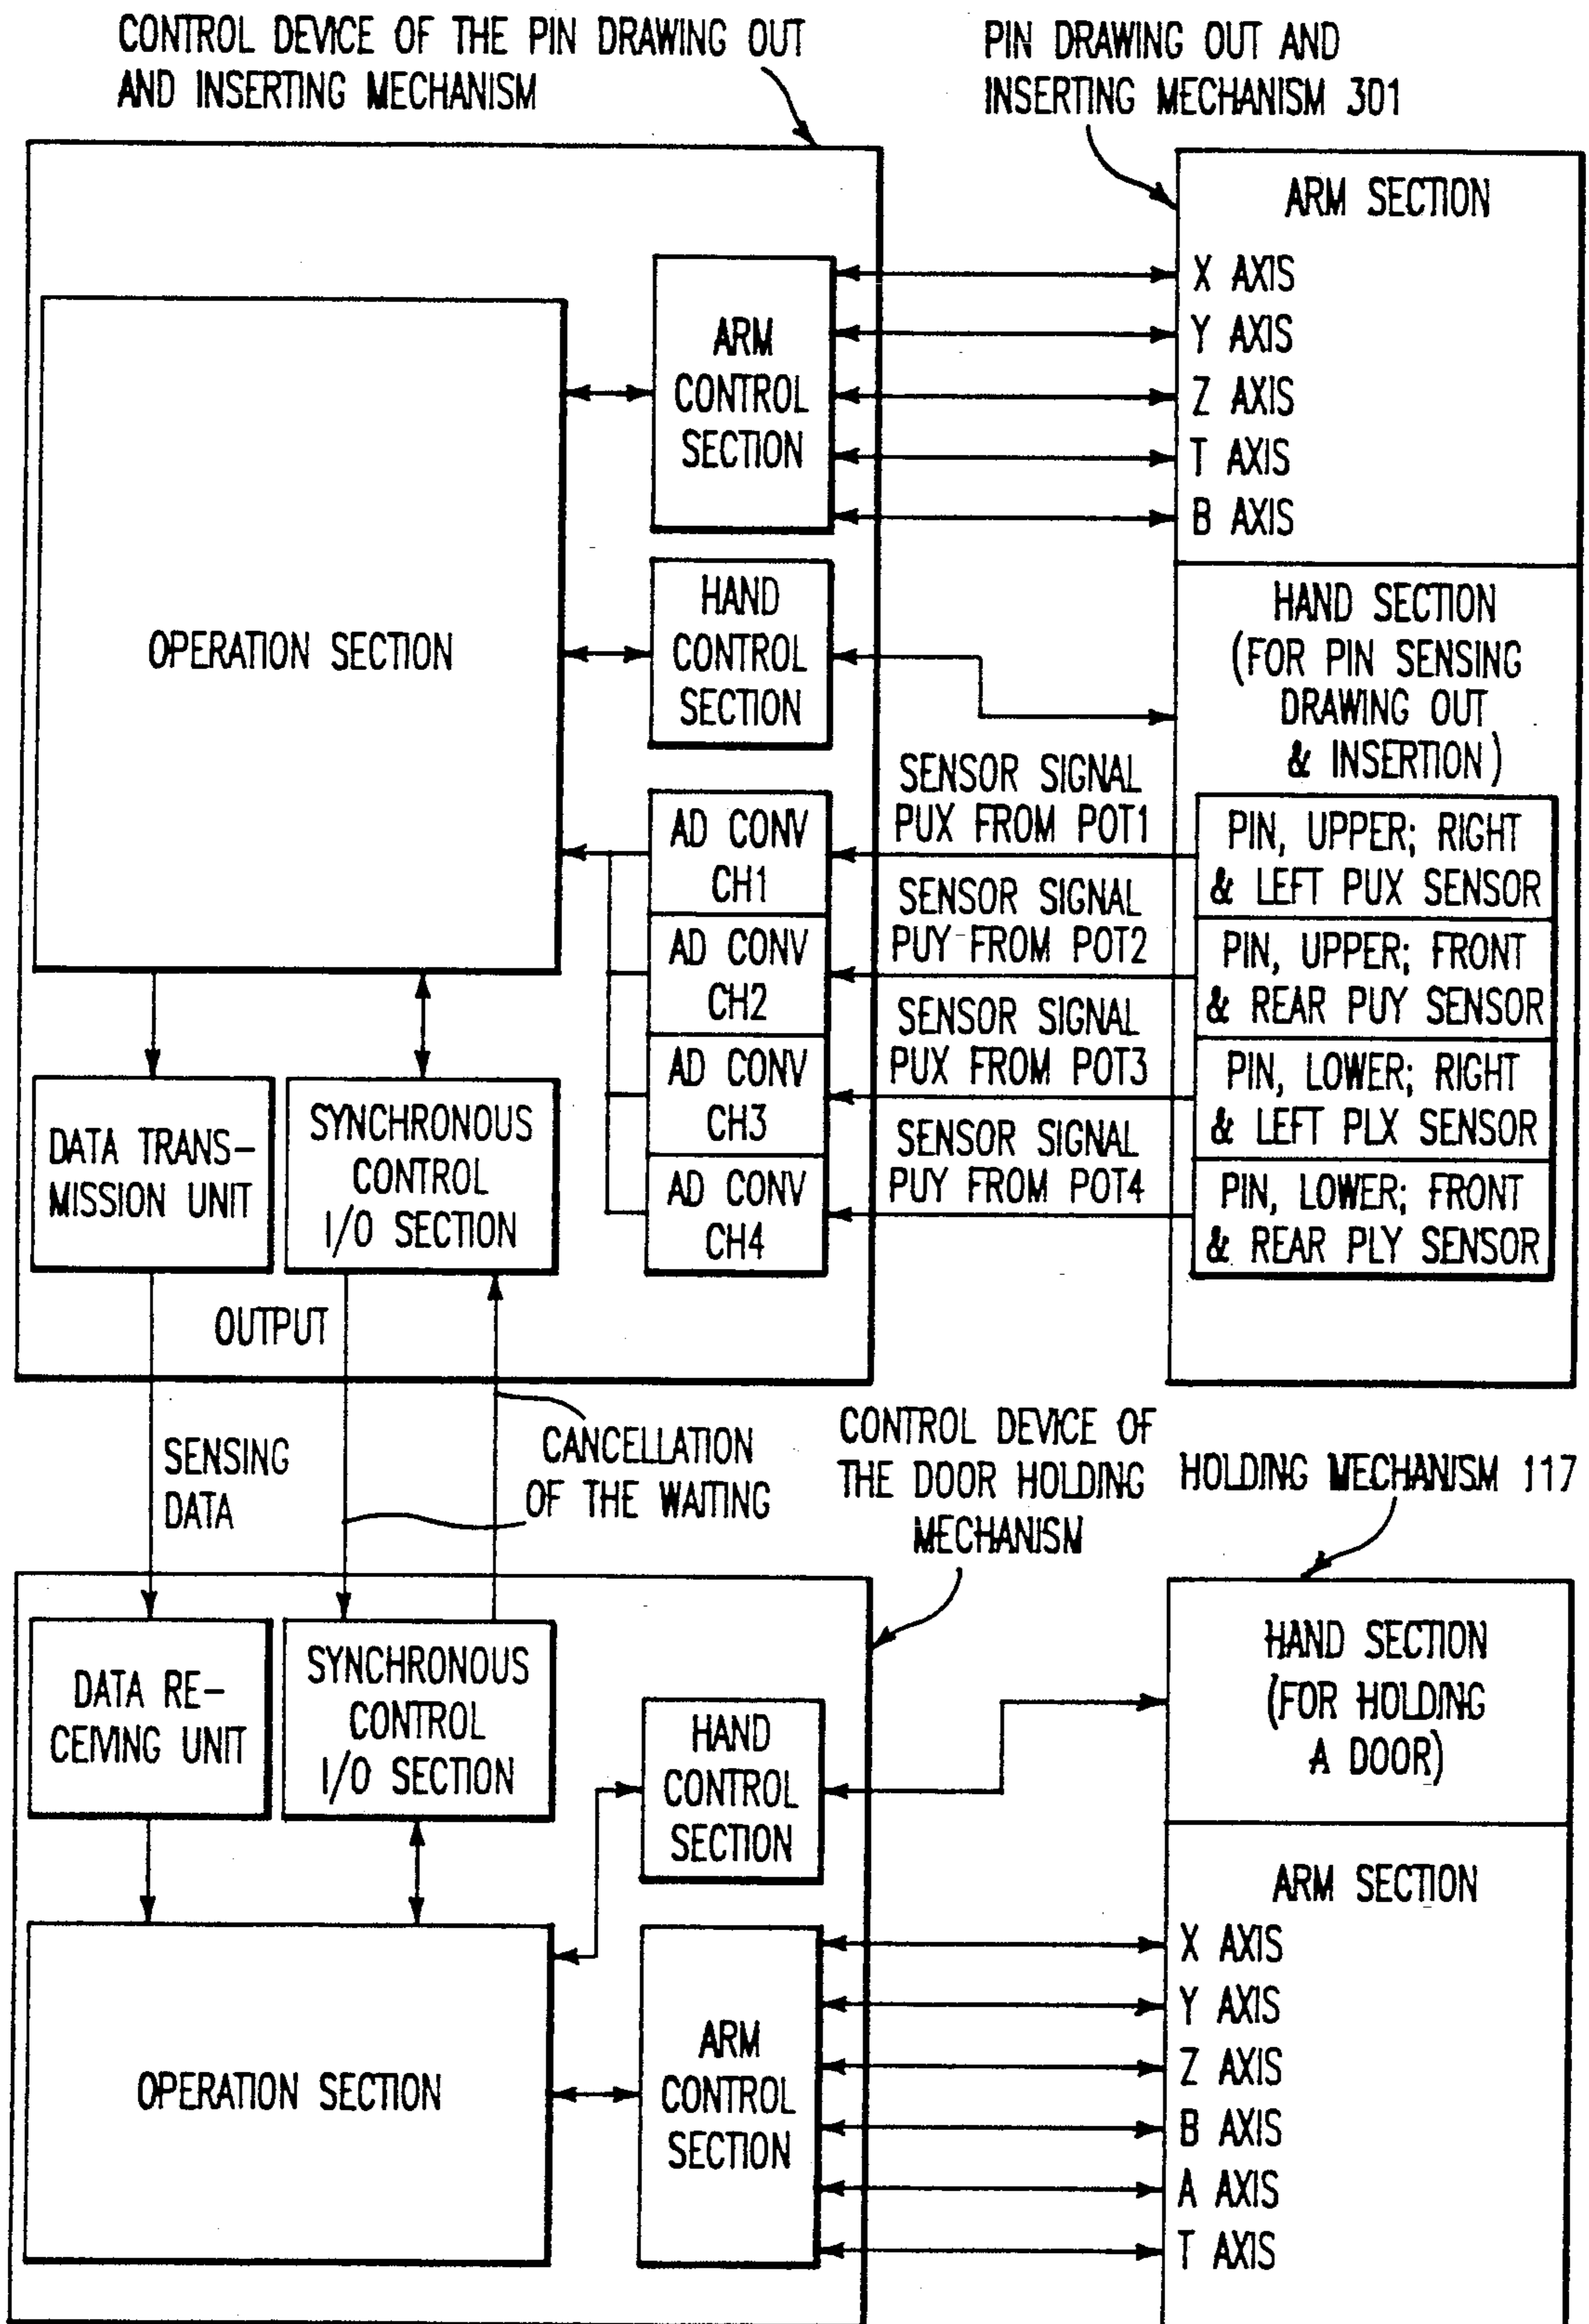 CONTROL DEVICE OF THE PIN DRAWING OUT
AND INSERTING MECHANISM
PIN DRAWING OUT AND
INSERTING MECHANISM 301
ARM SECTION
X AXIS
Y AXIS
Z AXIS
T AXIS
B AXIS
ARM
CONTROL
SECTION
OPERATION SECTION
HAND
CONTROL
SECTION
HAND SECTION
(FOR PIN SENSING
DRAWING OUT
& INSERTION)
SENSOR SIGNAL
PUX FROM POT1
SENSOR SIGNAL
PUY FROM POT2
SENSOR SIGNAL
PUX FROM POT3
SENSOR SIGNAL
PUY FROM POT4
AD CONV
CH1
AD CONV
CH2
AD CONV
CH3
AD CONV
CH4
PIN, UPPER; RIGHT
& LEFT PUX SENSOR
PIN, UPPER; FRONT
& REAR PUY SENSOR
PIN, LOWER; RIGHT
& LEFT PLX SENSOR
PIN, LOWER; FRONT
& REAR PLY SENSOR
DATA TRANS-
MISSION UNIT
SYNCHRONOUS
CONTROL
I/O SECTION
OUTPUT
SENSING
DATA
CANCELLATION
OF THE WAITING
CONTROL DEVICE OF
THE DOOR HOLDING
MECHANISM
HOLDING MECHANISM 117
DATA RE-
CEIVING UNIT
SYNCHRONOUS
CONTROL
I/O SECTION
HAND
CONTROL
SECTION
HAND SECTION
(FOR HOLDING
A DOOR)
OPERATION SECTION
ARM
CONTROL
SECTION
ARM SECTION
X AXIS
Y AXIS
Z AXIS
B AXIS
A AXIS
T AXIS